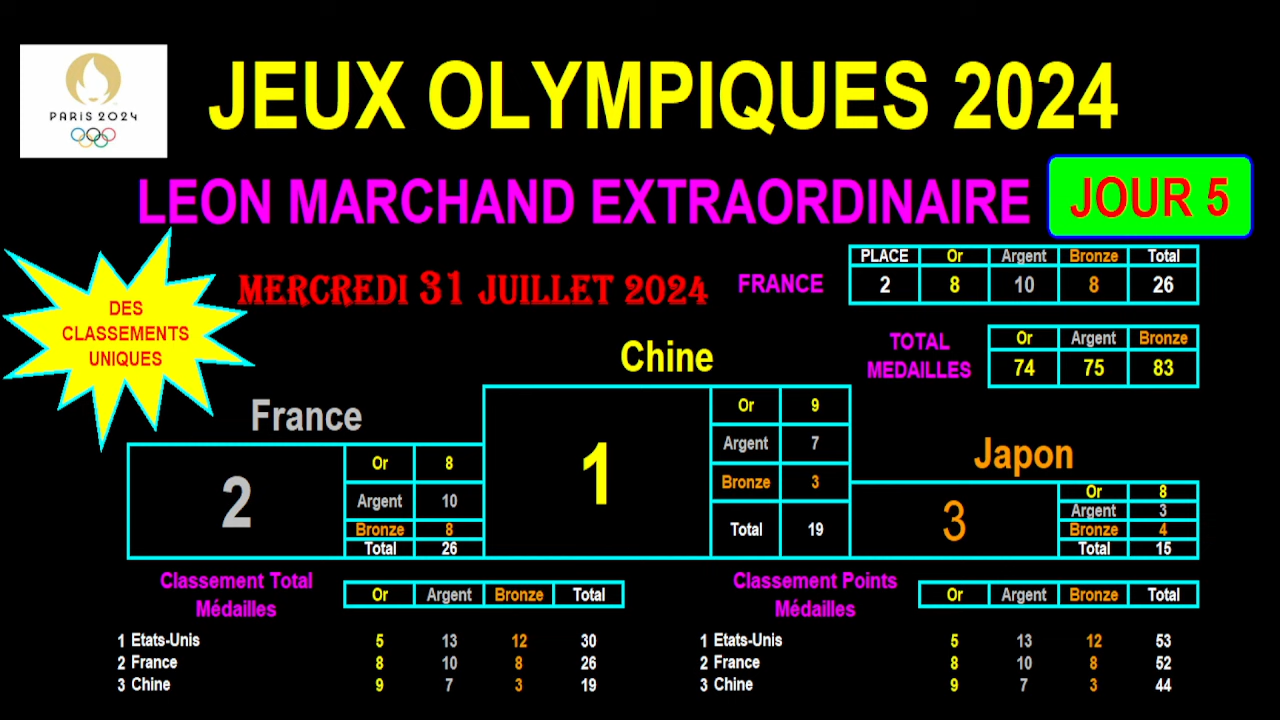 PARIS 2024
JEUX OLYMPIQUES 2024
LEON MARCHAND EXTRAORDINAIRE
JOUR 5
DES
CLASSEMENTS
UNIQUES
MERCREDI 31 JUILLET 2024
FRANCE
PLACE Or Argent Bronze Total
2 8 10 8 26
TOTAL
MEDAILLES
Or Argent Bronze
74 75 83
Chine
1
Or 9
Argent 7
Bronze 3
Total 19
France
2
Or 8
Argent 10
Bronze 8
Total 26
Japon
3
Or 8
Argent 3
Bronze 4
Total 15
Classement Total
Médailles
Or Argent Bronze Total
1 Etats-Unis 5 13 12 30
2 France 8 10 8 26
3 Chine 9 7 3 19
Classement Points
Médailles
Or Argent Bronze Total
1 Etats-Unis 5 13 12 53
2 France 8 10 8 52
3 Chine 9 7 3 44